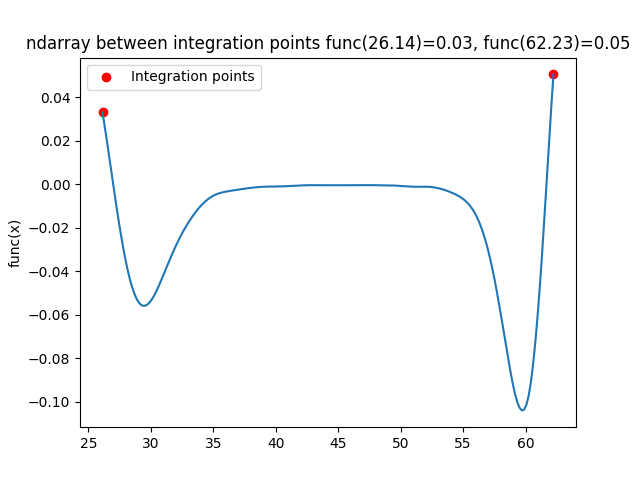 ndarray between integration points func(26.14)=0.03, func(62.23)=0.05
Integration points
func(x)
0.04
0.02
0.00
−0.02
−0.04
−0.06
−0.08
−0.10
25 30 35 40 45 50 55 60